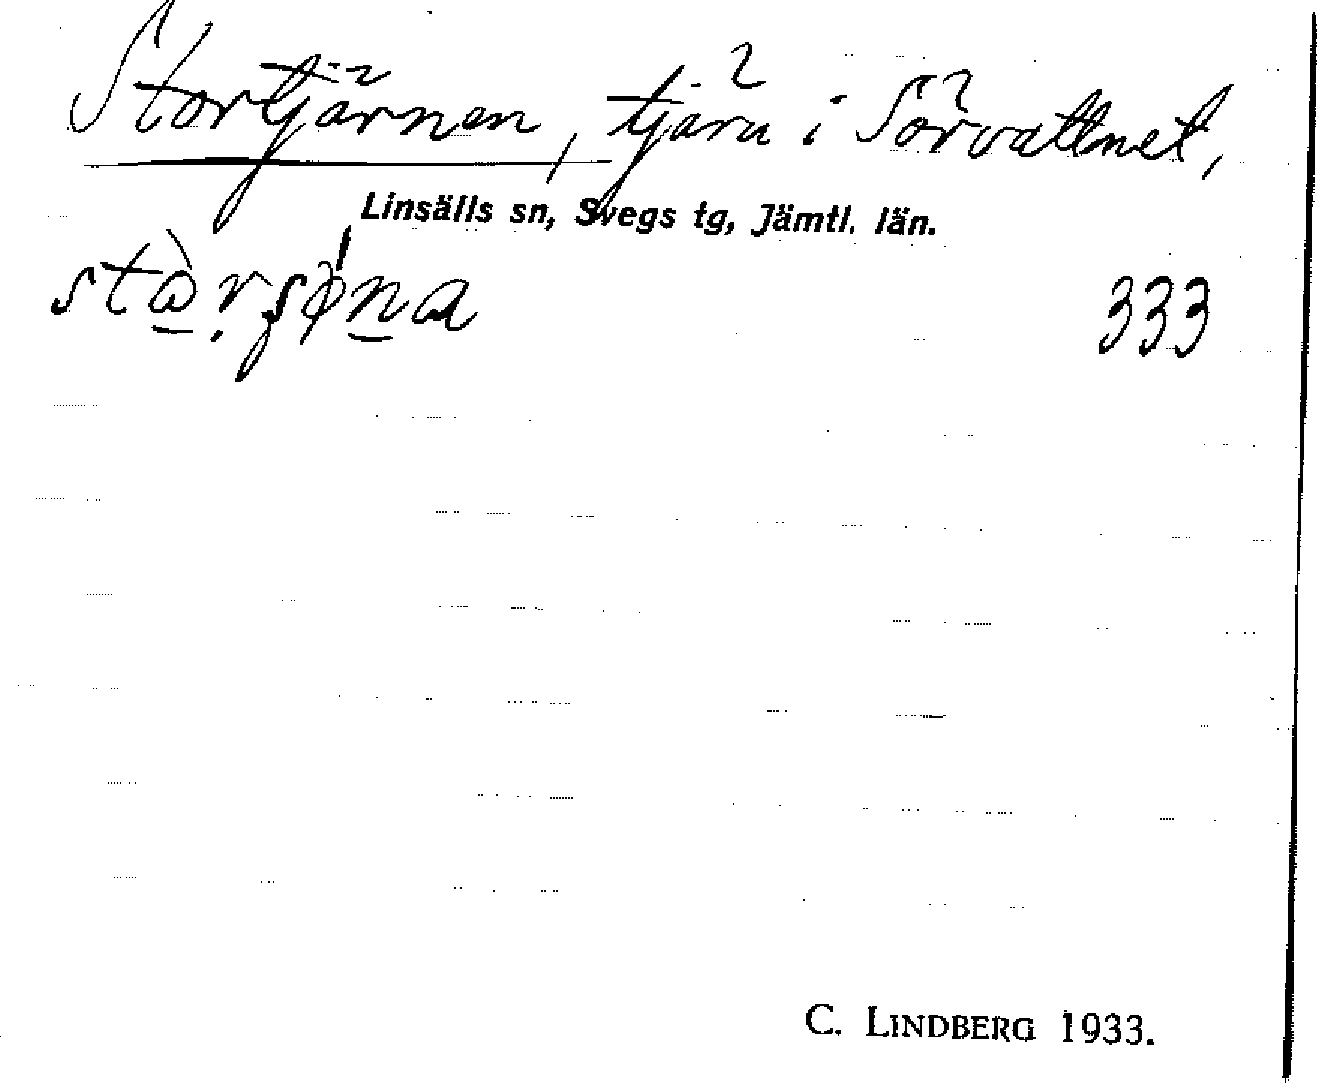 Stortjärnen, tjärn i Sörvattnet,
Linsälls sn, Svegs tg, Jämtl. län.
333
C. LINDBERG 1933.